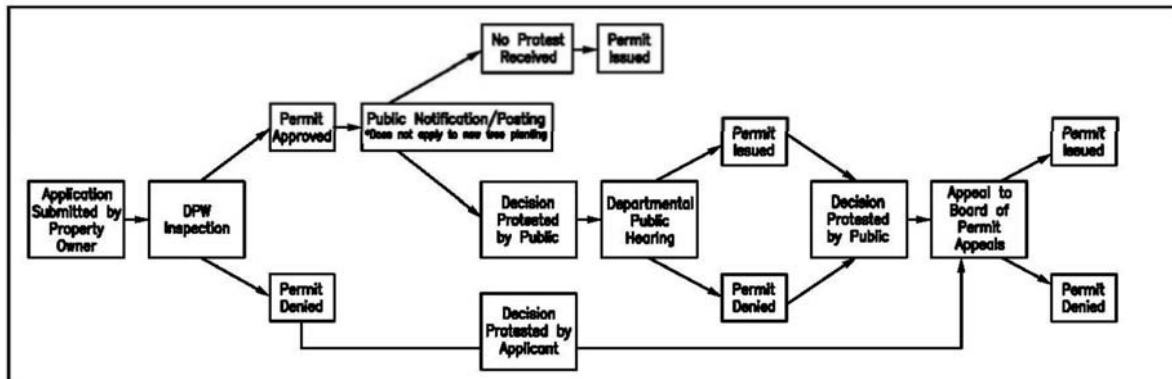 No Protest
Received
Permit
Issued
Permit
Approved
Public Notification/Posting
*Does not apply to new tree planting
Application
Submitted by
Property
Owner
DPW
Inspection
Decision
Protested
by Public
Departmental
Public
Hearing
Permit
Issued
Permit
Denied
Decision
Protested
by Public
Appeal to
Board of
Permit
Appeals
Permit
Issued
Permit
Denied
Permit
Denied
Decision
Protested by
Applicant